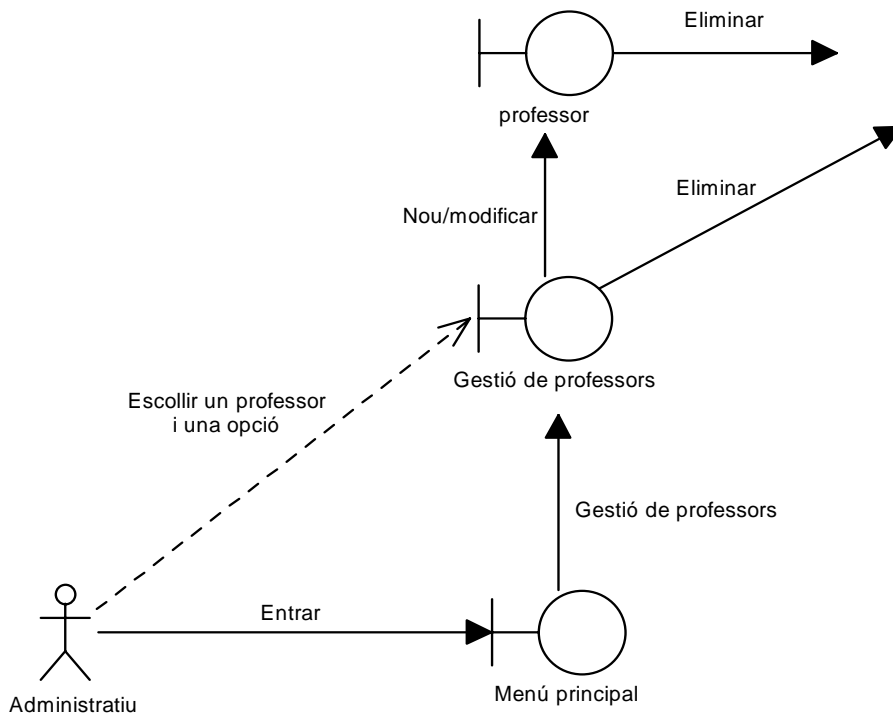 Eliminar
professor
Eliminar
Nou/modificar
Gestió de professors
Escollir un professor
i una opció
Gestió de professors
Entrar
Menú principal
Administratiu